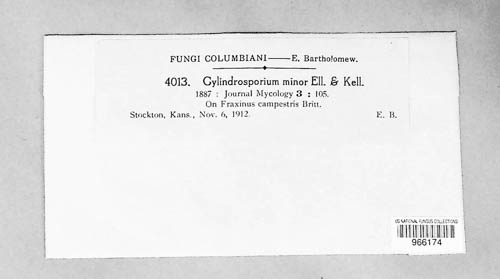 FUNGI COLUMBIANI——E. Bartholomew.
4013. Cylindrosporium minor Ell. & Kell.
1887 : Journal Mycology 3 : 105.
On Fraxinus campestris Britt.
Stockton, Kans., Nov. 6, 1912. E. B.
US NATIONAL FUNGUS COLLECTIONS
966174